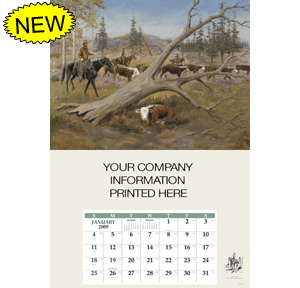 NEW
YOUR COMPANY
INFORMATION
PRINTED HERE
JANUARY
2009
S M T W T F S
1 2 3
4 5 6 7 8 9 10
11 12 13 14 15 16 17
18 19 20 21 22 23 24
25 26 27 28 29 30 31